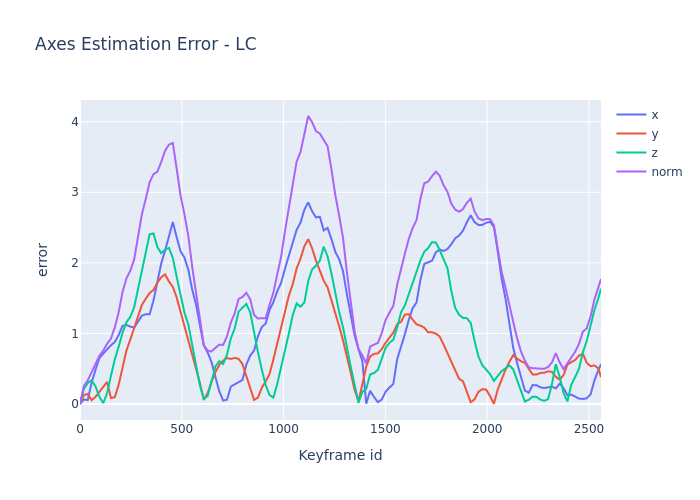 Axes Estimation Error - LC
x
y
z
norm
4
3
2
1
0
error
0
500
1000
1500
2000
2500
Keyframe id